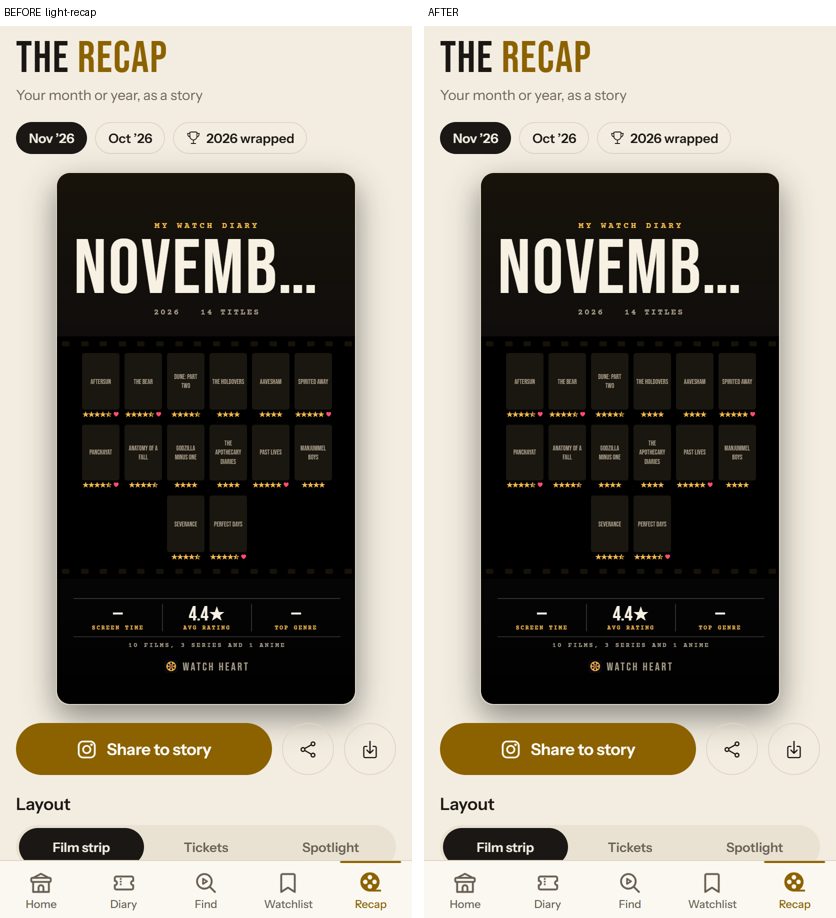 BEFORE light-recap
THE RECAP
Your month or year, as a story
Nov ’26 Oct ’26 2026 wrapped
MY WATCH DIARY
NOVEMB...
2026 14 TITLES
AFTERSUN THE BEAR DUNE: PART TWO THE HOLDOVERS AAVESHAM SPIRITED AWAY
★★★★⯨♥ ★★★★⯨♥ ★★★★⯨ ★★★★ ★★★★ ★★★★★♥
PANCHAYAT ANATOMY OF A FALL GODZILLA MINUS ONE THE APOTHECARY DIARIES PAST LIVES MANJUMMEL BOYS
★★★★⯨♥ ★★★★⯨ ★★★★⯨ ★★★★ ★★★★★♥ ★★★★
SEVERANCE PERFECT DAYS
★★★★⯨ ★★★★⯨♥
– 4.4★ –
SCREEN TIME AVG RATING TOP GENRE
10 FILMS, 3 SERIES AND 1 ANIME
WATCH HEART
Share to story
Layout
Film strip Tickets Spotlight
Home Diary Find Watchlist Recap
AFTER
THE RECAP
Your month or year, as a story
Nov ’26 Oct ’26 2026 wrapped
MY WATCH DIARY
NOVEMB...
2026 14 TITLES
AFTERSUN THE BEAR DUNE: PART TWO THE HOLDOVERS AAVESHAM SPIRITED AWAY
★★★★⯨♥ ★★★★⯨♥ ★★★★⯨ ★★★★ ★★★★ ★★★★★♥
PANCHAYAT ANATOMY OF A FALL GODZILLA MINUS ONE THE APOTHECARY DIARIES PAST LIVES MANJUMMEL BOYS
★★★★⯨♥ ★★★★⯨ ★★★★⯨ ★★★★ ★★★★★♥ ★★★★
SEVERANCE PERFECT DAYS
★★★★⯨ ★★★★⯨♥
– 4.4★ –
SCREEN TIME AVG RATING TOP GENRE
10 FILMS, 3 SERIES AND 1 ANIME
WATCH HEART
Share to story
Layout
Film strip Tickets Spotlight
Home Diary Find Watchlist Recap